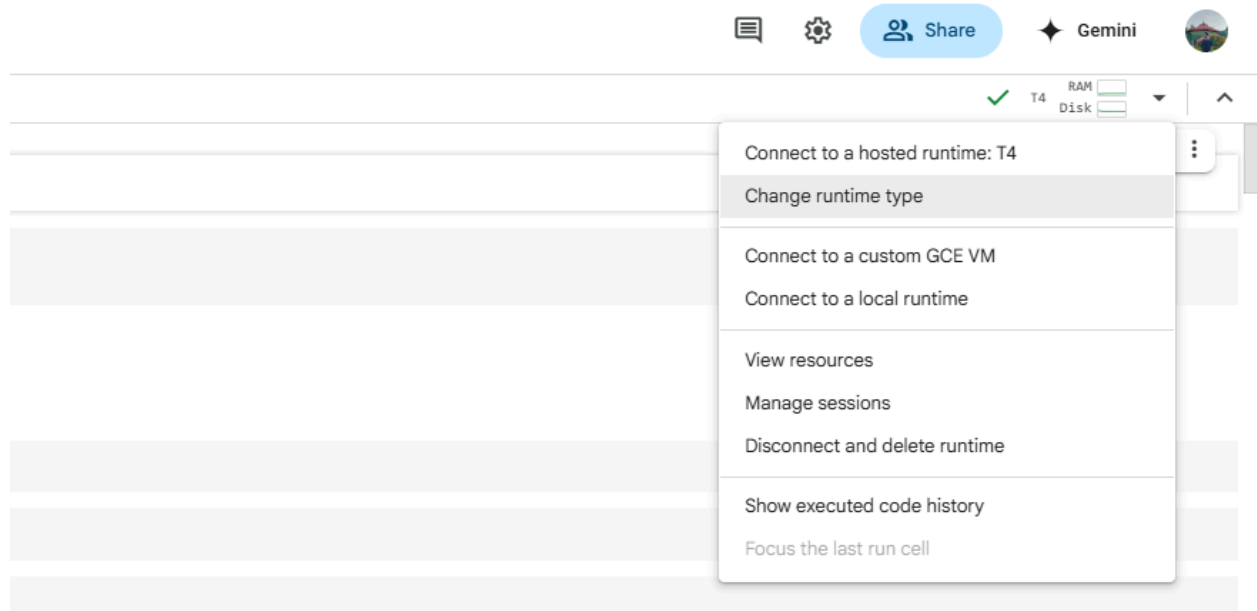 Share
Gemini
T4
RAM
Disk
Connect to a hosted runtime: T4
Change runtime type
Connect to a custom GCE VM
Connect to a local runtime
View resources
Manage sessions
Disconnect and delete runtime
Show executed code history
Focus the last run cell